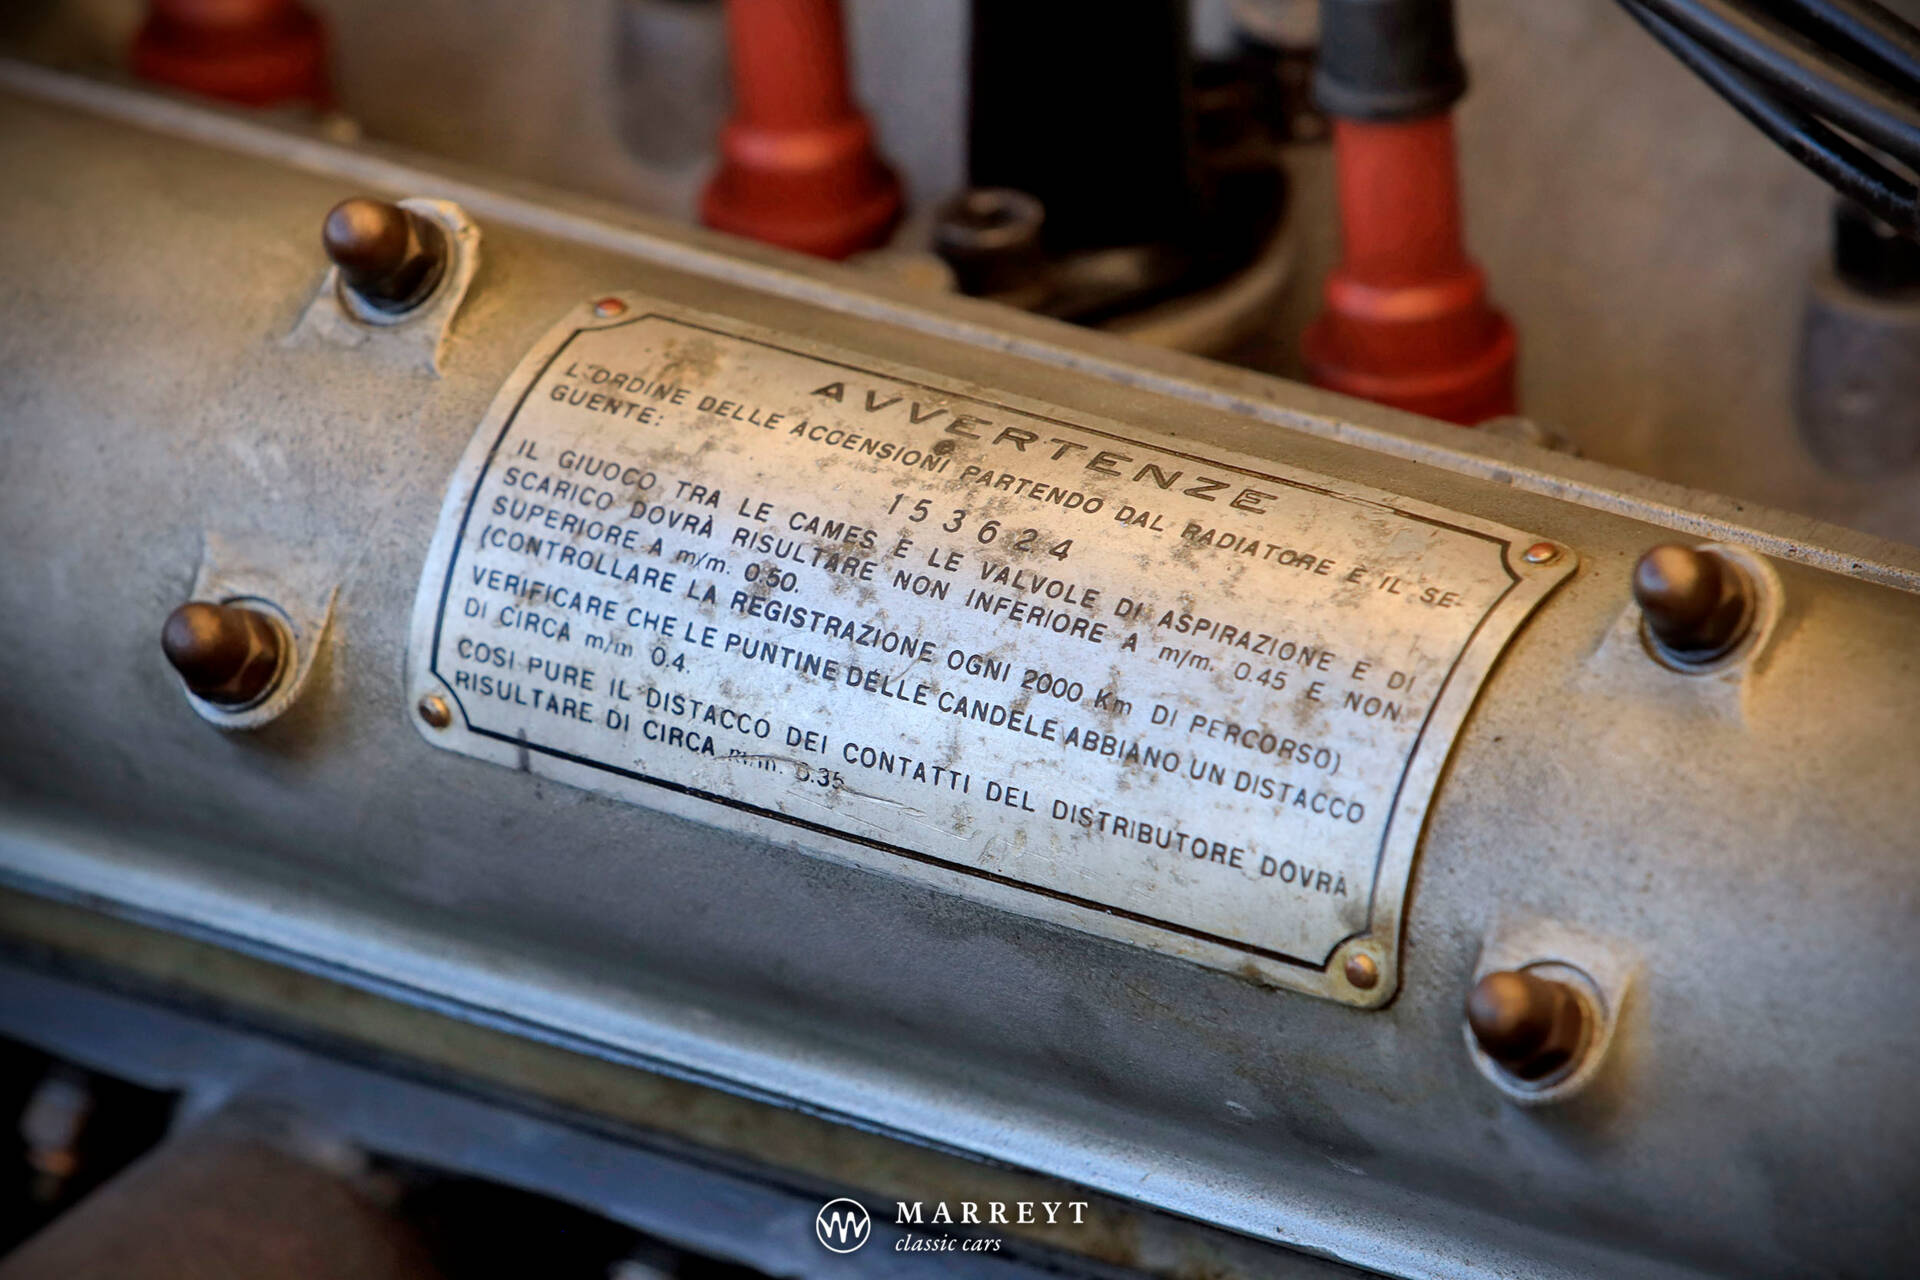 AVVERTENZE
L'ORDINE DELLE ACCENSIONI PARTENDO DAL RADIATORE È IL SE-
GUENTE:
153624
IL GIUOCO TRA LE CAMES E LE VALVOLE DI ASPIRAZIONE E DI
SCARICO DOVRÀ RISULTARE NON INFERIORE A m/m. 0.45 E NON
SUPERIORE A m/m. 0.50.
(CONTROLLARE LA REGISTRAZIONE OGNI 2000 Km DI PERCORSO)
VERIFICARE CHE LE PUNTINE DELLE CANDELE ABBIANO UN DISTACCO
DI CIRCA m/m 0.4.
COSI PURE IL DISTACCO DEI CONTATTI DEL DISTRIBUTORE DOVRÀ
RISULTARE DI CIRCA m/m. 0.35
MARREYT
classic cars